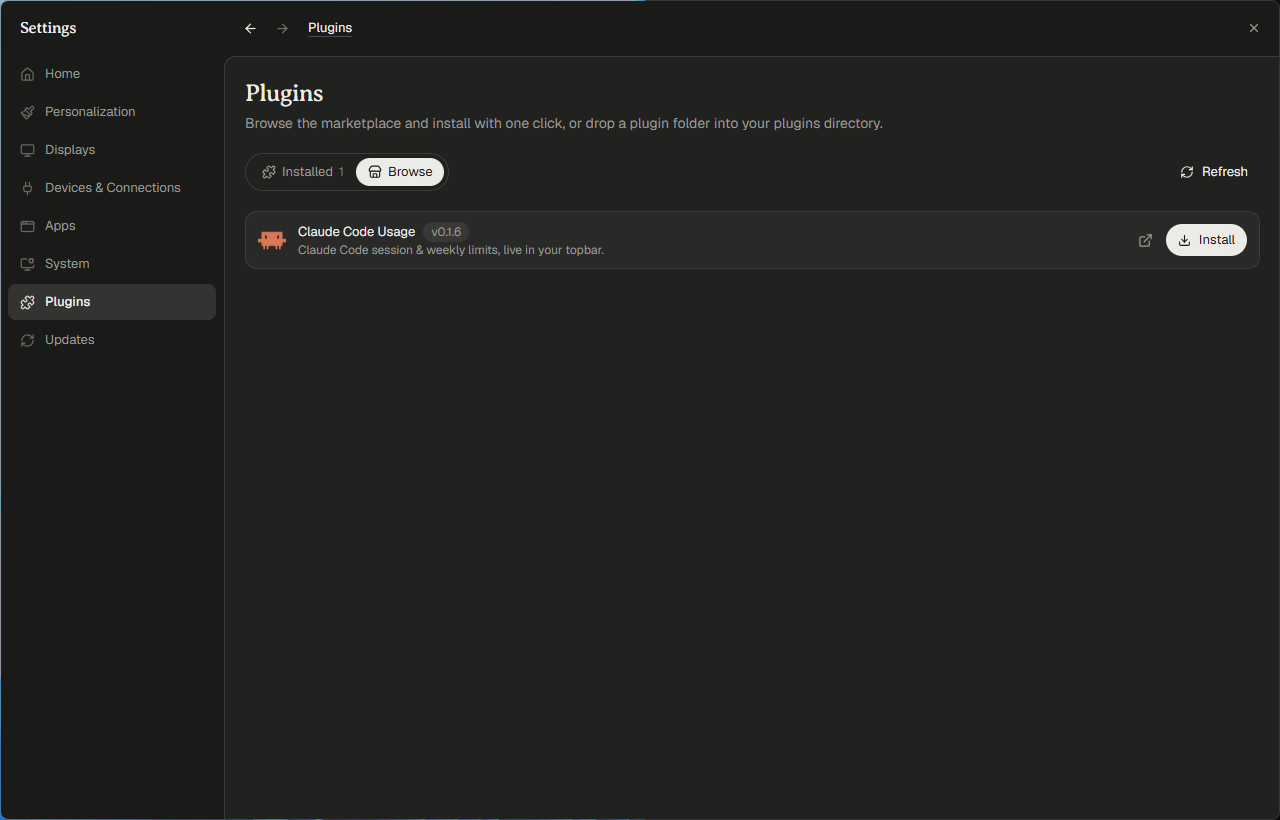 Settings
Plugins
Home
Personalization
Displays
Devices & Connections
Apps
System
Plugins
Updates
Plugins
Browse the marketplace and install with one click, or drop a plugin folder into your plugins directory.
Installed 1
Browse
Refresh
Claude Code Usage v0.1.6
Claude Code session & weekly limits, live in your topbar.
Install